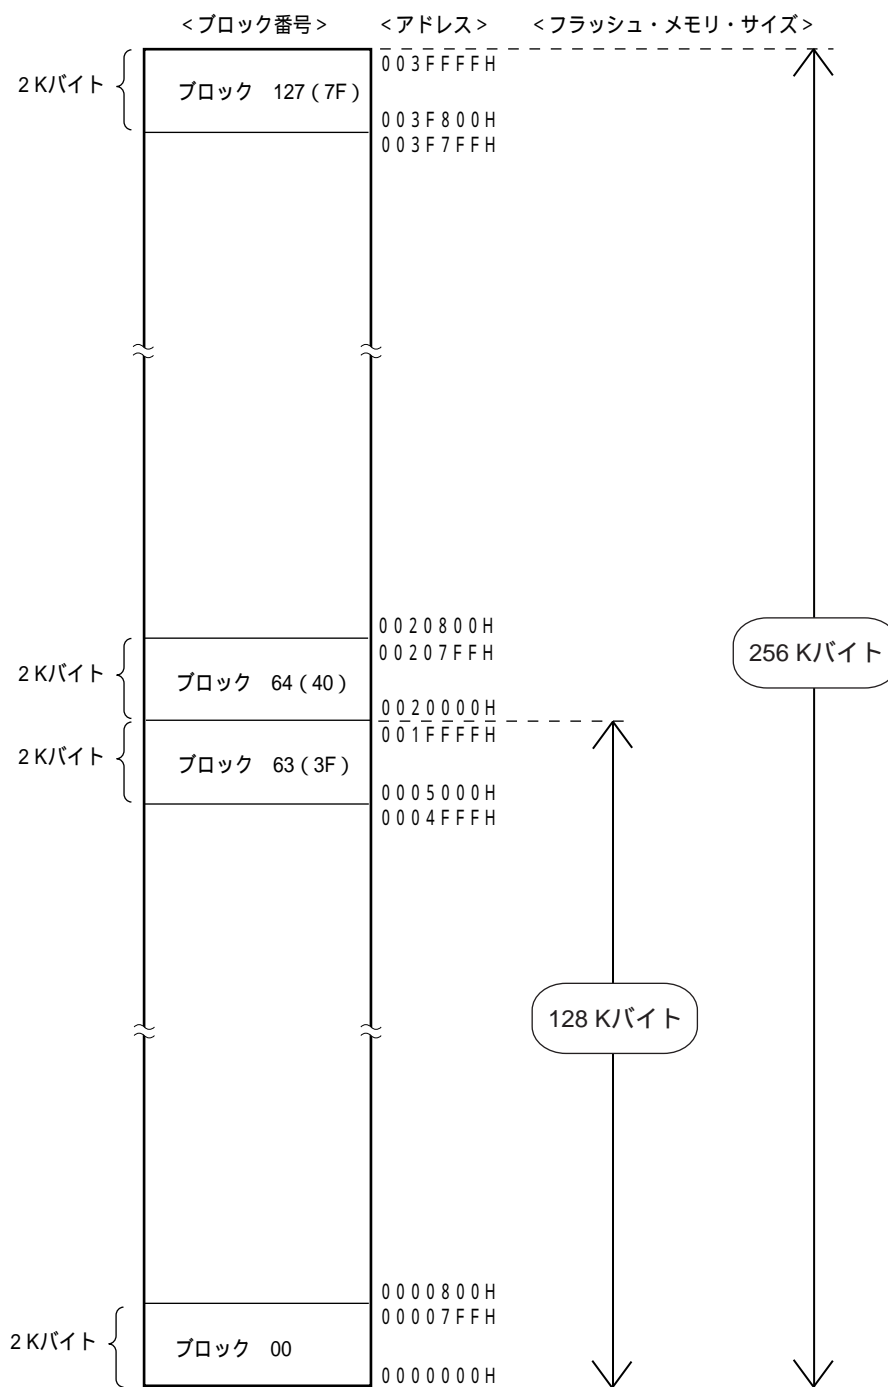 <ブロック番号> <アドレス> <フラッシュ・メモリ・サイズ>
003FFFFH
2 Kバイト
ブロック 127 ( 7F )
003F800H
003F7FFH
0020800H
00207FFH
2 Kバイト
ブロック 64 ( 40 )
256 Kバイト
0020000H
001FFFFH
2 Kバイト
ブロック 63 ( 3F )
0005000H
0004FFFH
128 Kバイト
0000800H
00007FFH
2 Kバイト
ブロック 00
0000000H